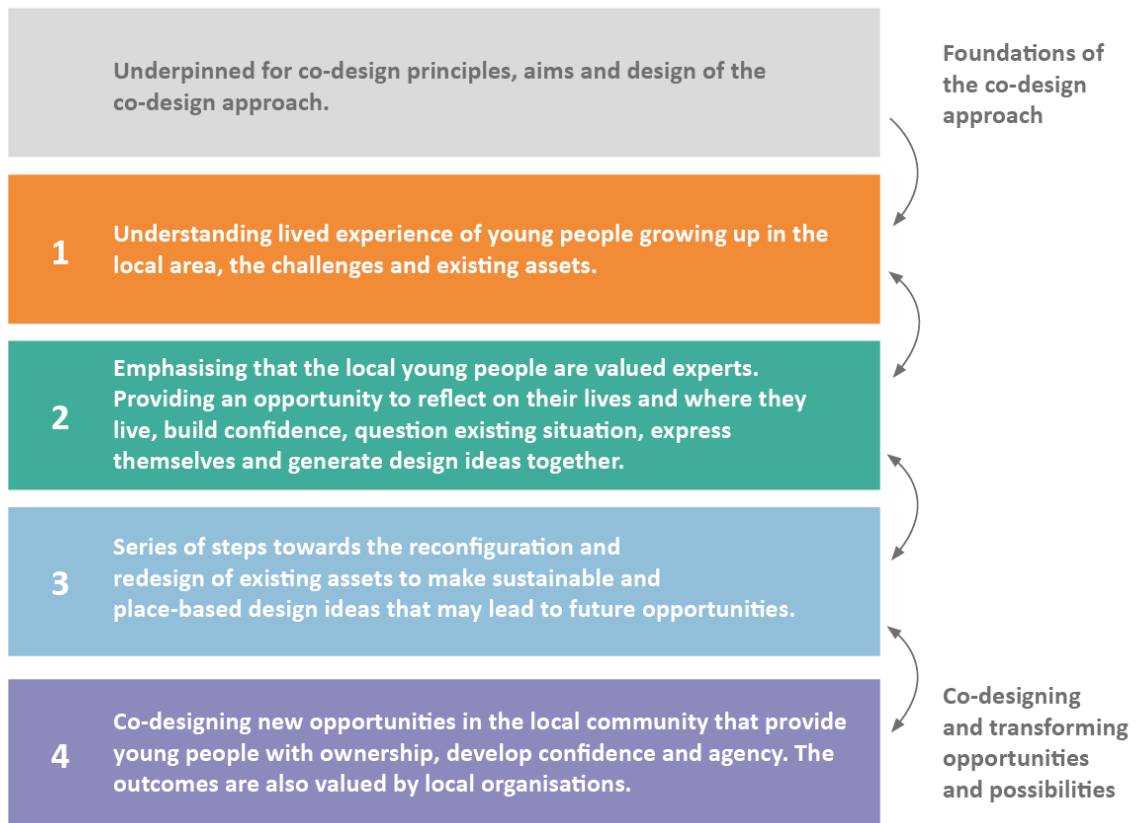 Underpinned for co-design principles, aims and design of the
co-design approach.
Foundations of
the co-design
approach
1
Understanding lived experience of young people growing up in the
local area, the challenges and existing assets.
2
Emphasising that the local young people are valued experts.
Providing an opportunity to reflect on their lives and where they
live, build confidence, question existing situation, express
themselves and generate design ideas together.
3
Series of steps towards the reconfiguration and
redesign of existing assets to make sustainable and
place-based design ideas that may lead to future opportunities.
4
Co-designing new opportunities in the local community that provide
young people with ownership, develop confidence and agency. The
outcomes are also valued by local organisations.
Co-designing
and transforming
opportunities
and possibilities